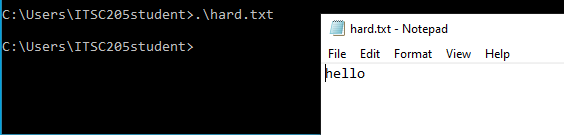 C:\Users\ITSC205student>.\hard.txt
C:\Users\ITSC205student>
hard.txt - Notepad
File Edit Format View Help
hello